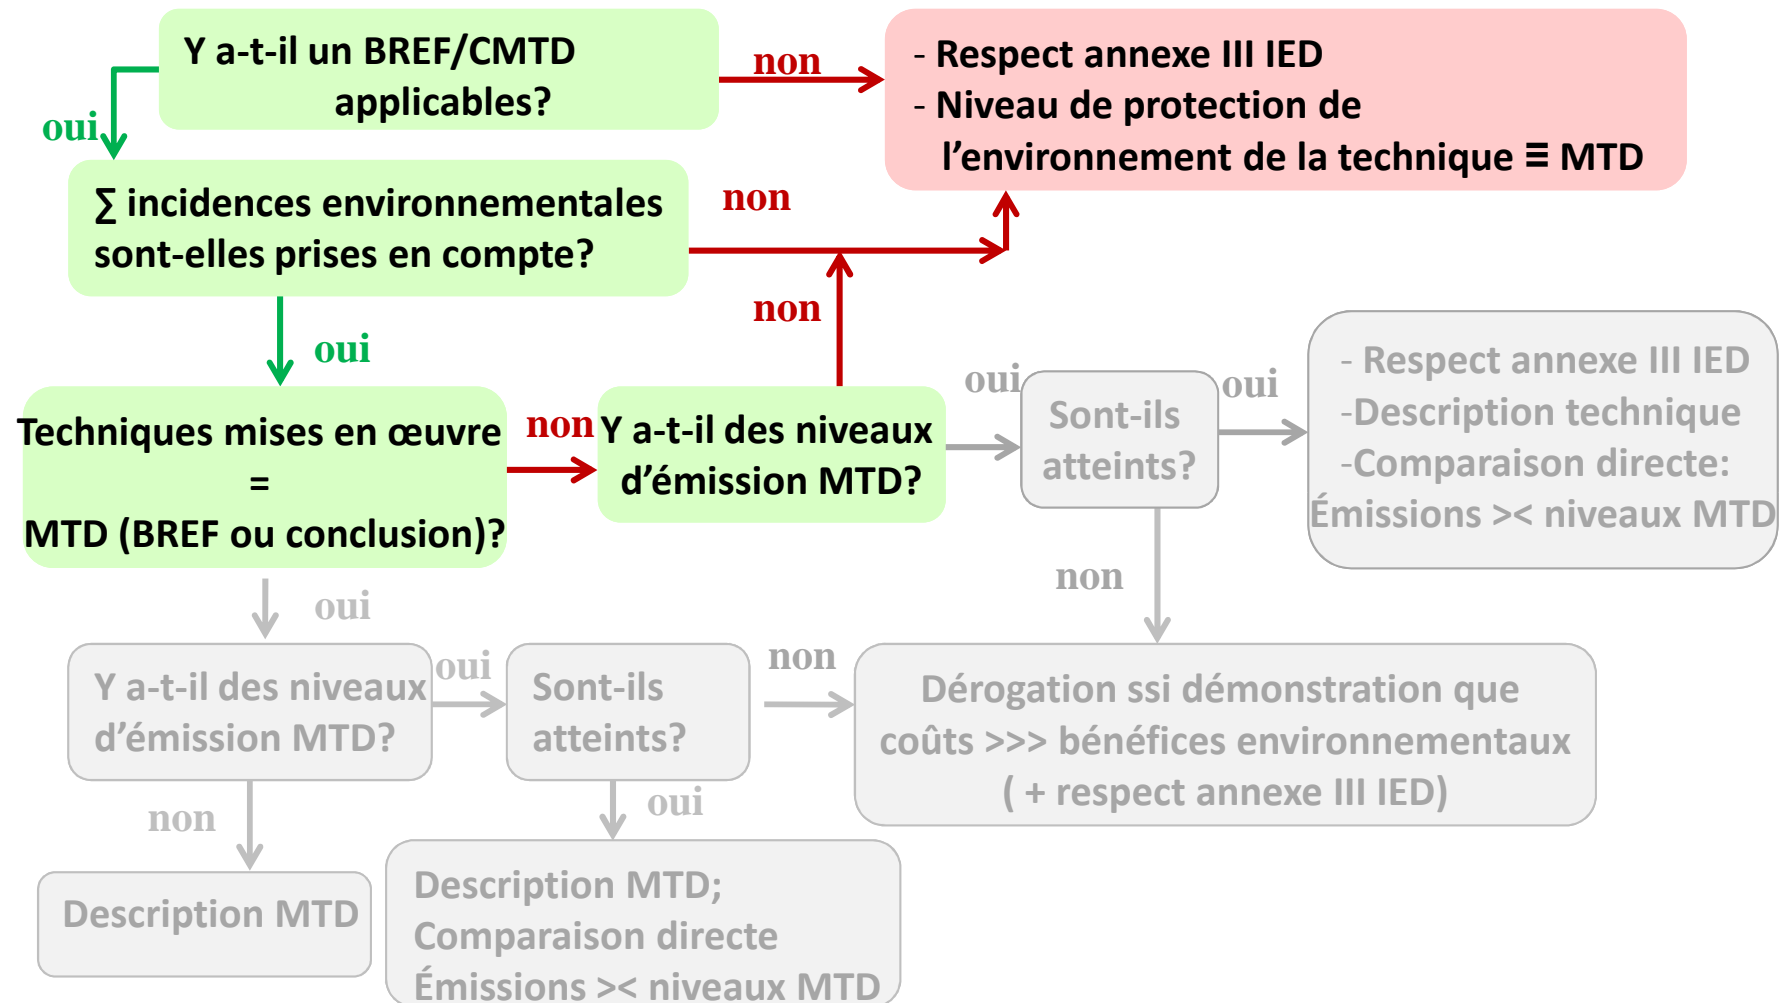 Y a-t-il un BREF/CMTD
applicables?
non
- Respect annexe III IED
- Niveau de protection de
l’environnement de la technique ≡ MTD
oui
∑ incidences environnementales
sont-elles prises en compte?
non
oui
non
Techniques mises en œuvre
=
MTD (BREF ou conclusion)?
non
Y a-t-il des niveaux
d’émission MTD?
oui
Sont-ils
atteints?
oui
- Respect annexe III IED
-Description technique
-Comparaison directe:
Émissions >< niveaux MTD
non
oui
Y a-t-il des niveaux
d’émission MTD?
oui
Sont-ils
atteints?
non
Dérogation ssi démonstration que
coûts >>> bénéfices environnementaux
( + respect annexe III IED)
non
oui
Description MTD
Description MTD;
Comparaison directe
Émissions >< niveaux MTD